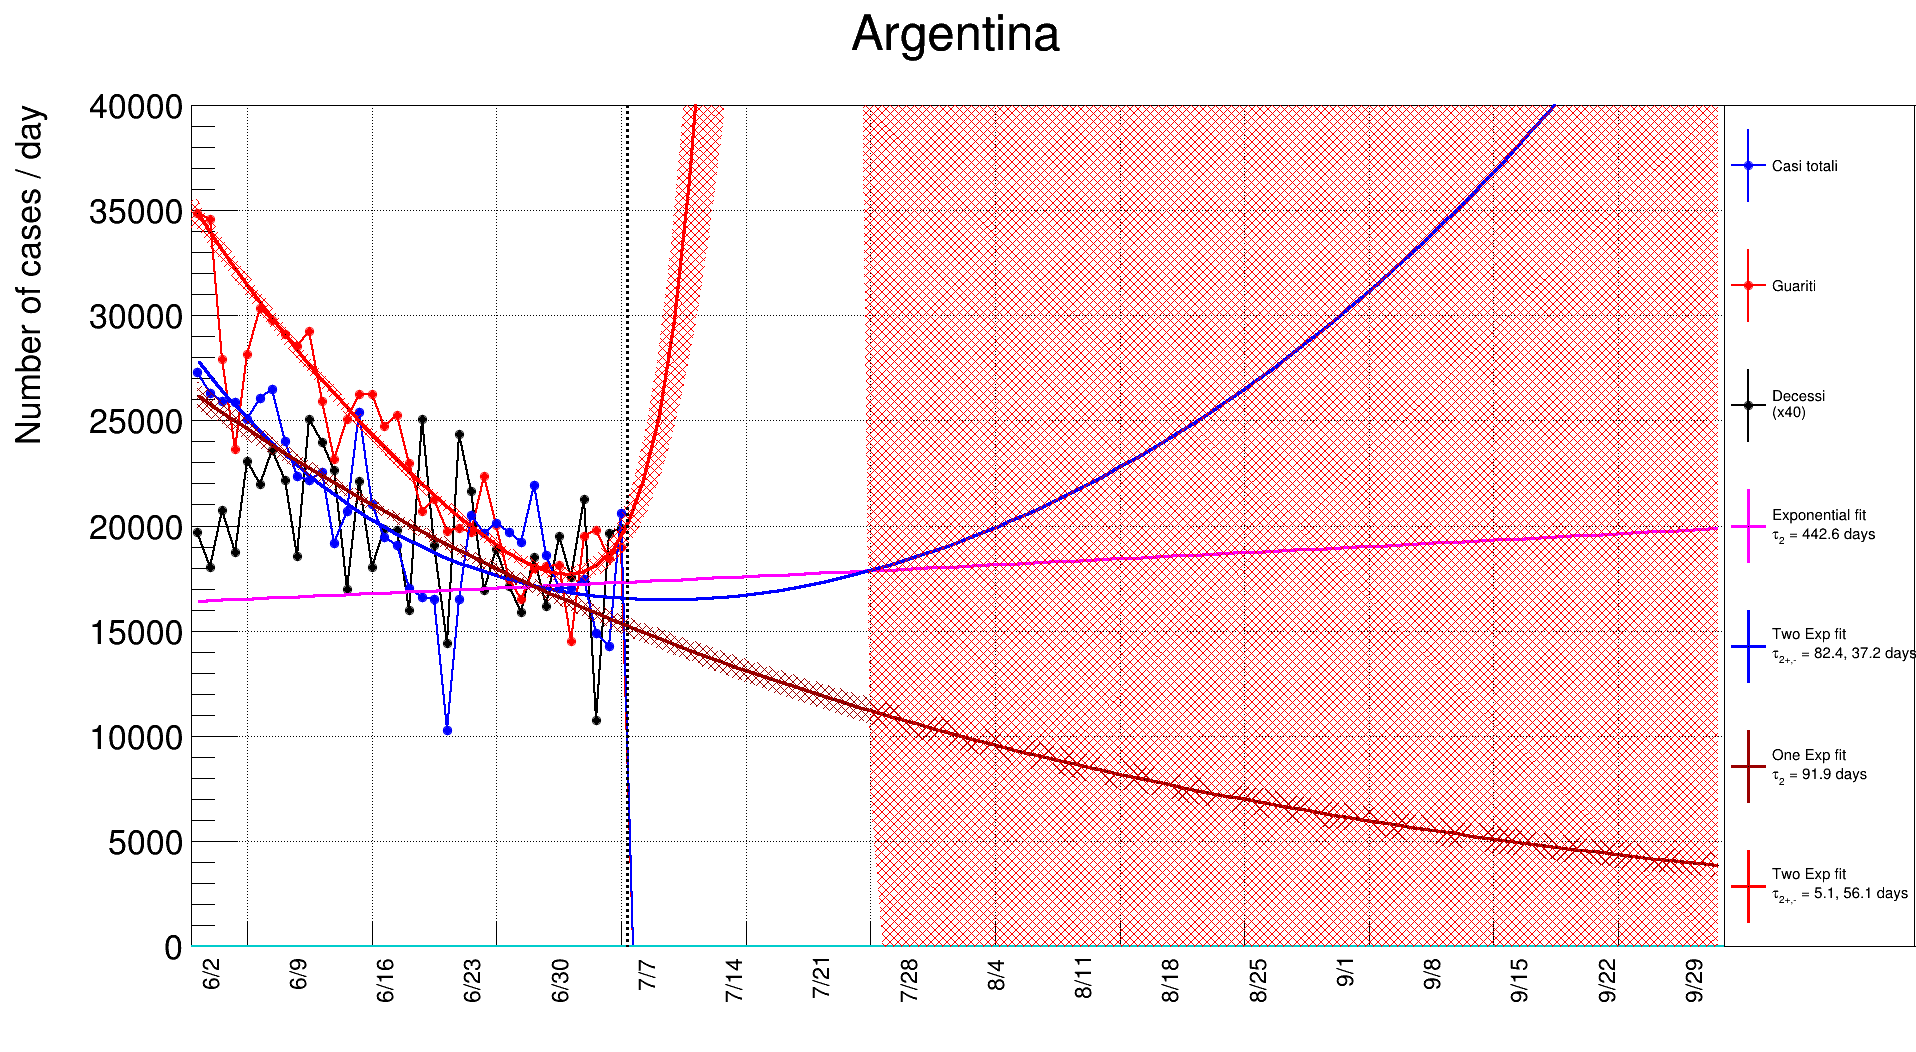 Argentina
Number of cases / day
40000
35000
30000
25000
20000
15000
10000
5000
0
6/2
6/9
6/16
6/23
6/30
7/7
7/14
7/21
7/28
8/4
8/11
8/18
8/25
9/1
9/8
9/15
9/22
9/29
Casi totali
Guariti
Decessi
(x40)
Exponential fit
τ2 = 442.6 days
Two Exp fit
τ2+,- = 82.4, 37.2 days
One Exp fit
τ2 = 91.9 days
Two Exp fit
τ2+,- = 5.1, 56.1 days